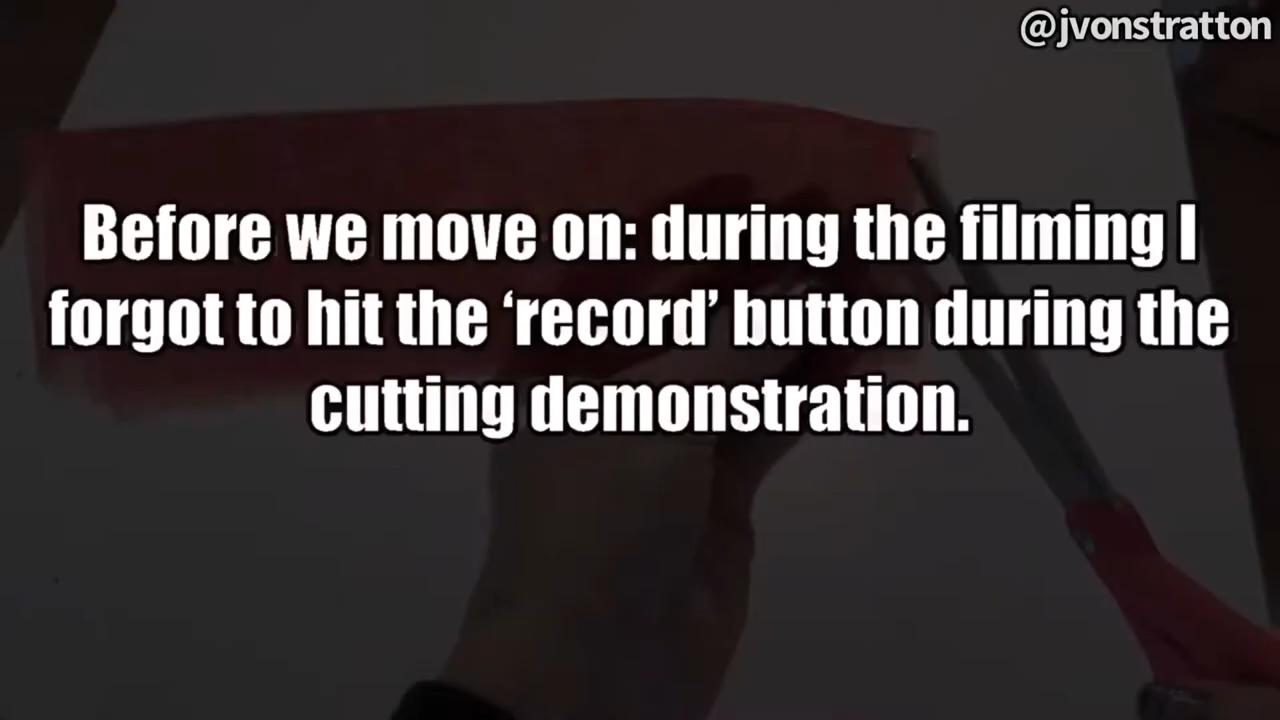 @jvonstratton
Before we move on: during the filming I
forgot to hit the ‘record’ button during the
cutting demonstration.